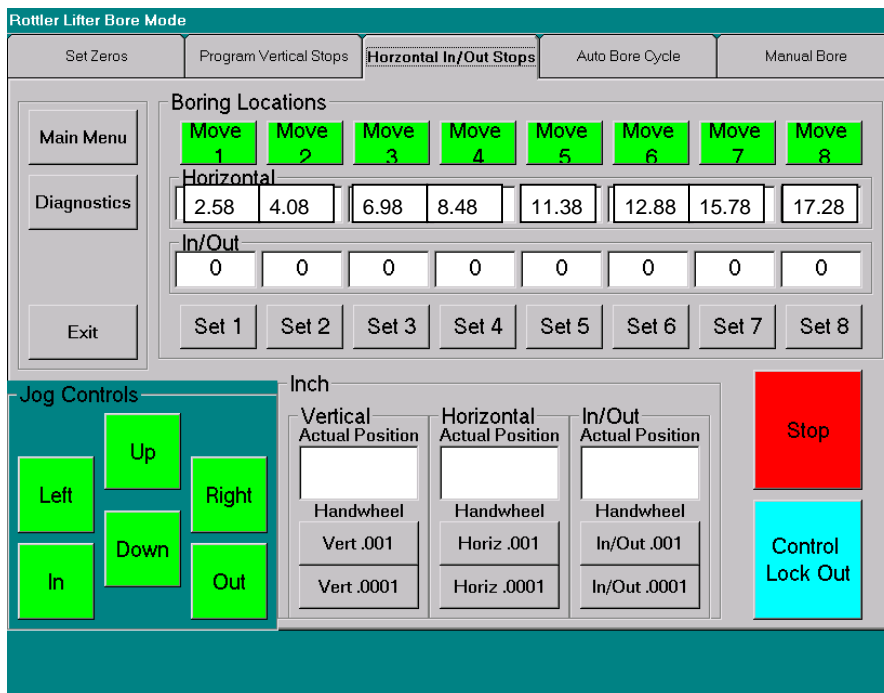 Rottler Lifter Bore Mode
Set Zeros
Program Vertical Stops
Horzontal In/Out Stops
Auto Bore Cycle
Manual Bore
Main Menu
Diagnostics
Exit
Boring Locations
Move 1
Move 2
Move 3
Move 4
Move 5
Move 6
Move 7
Move 8
Horizontal
2.58 4.08 6.98 8.48 11.38 12.88 15.78 17.28
In/Out
0 0 0 0 0 0 0 0
Set 1 Set 2 Set 3 Set 4 Set 5 Set 6 Set 7 Set 8
Jog Controls
Up
Left
Right
Down
In
Out
Inch
Vertical
Actual Position
Handwheel
Vert .001
Vert .0001
Horizontal
Actual Position
Handwheel
Horiz .001
Horiz .0001
In/Out
Actual Position
Handwheel
In/Out .001
In/Out .0001
Stop
Control
Lock Out